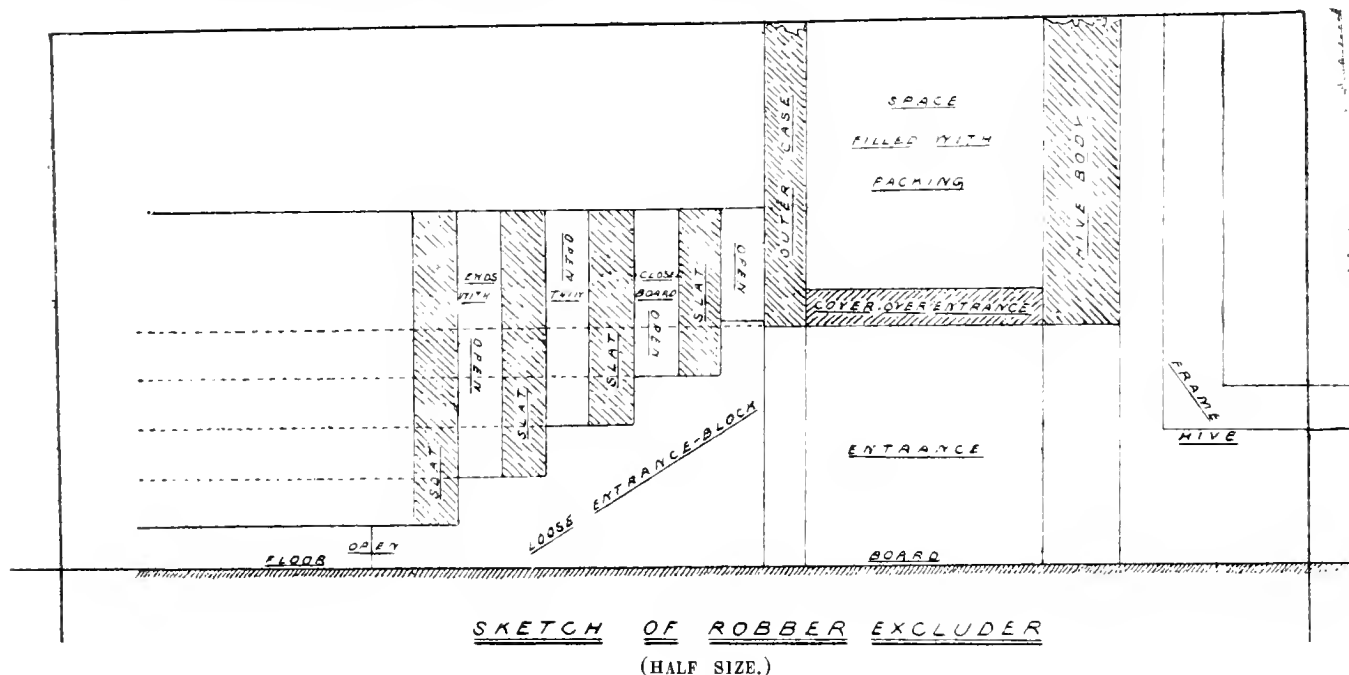 OUTER CASE
SPACE
FILLED WITH
PACKING
HIVE BODY
COVER-OVER-ENTRANCE
SLAT
ENDS
WITH
OPEN
SLAT
OPEN
THIN
SLAT
CLOSE
BOARD
OPEN
SLAT
OPEN
LOOSE ENTRANCE-BLOCK
ENTRANCE
FRAME
HIVE
OPEN
FLOOR
BOARD
SKETCH OF ROBBER EXCLUDER
(HALF SIZE.)